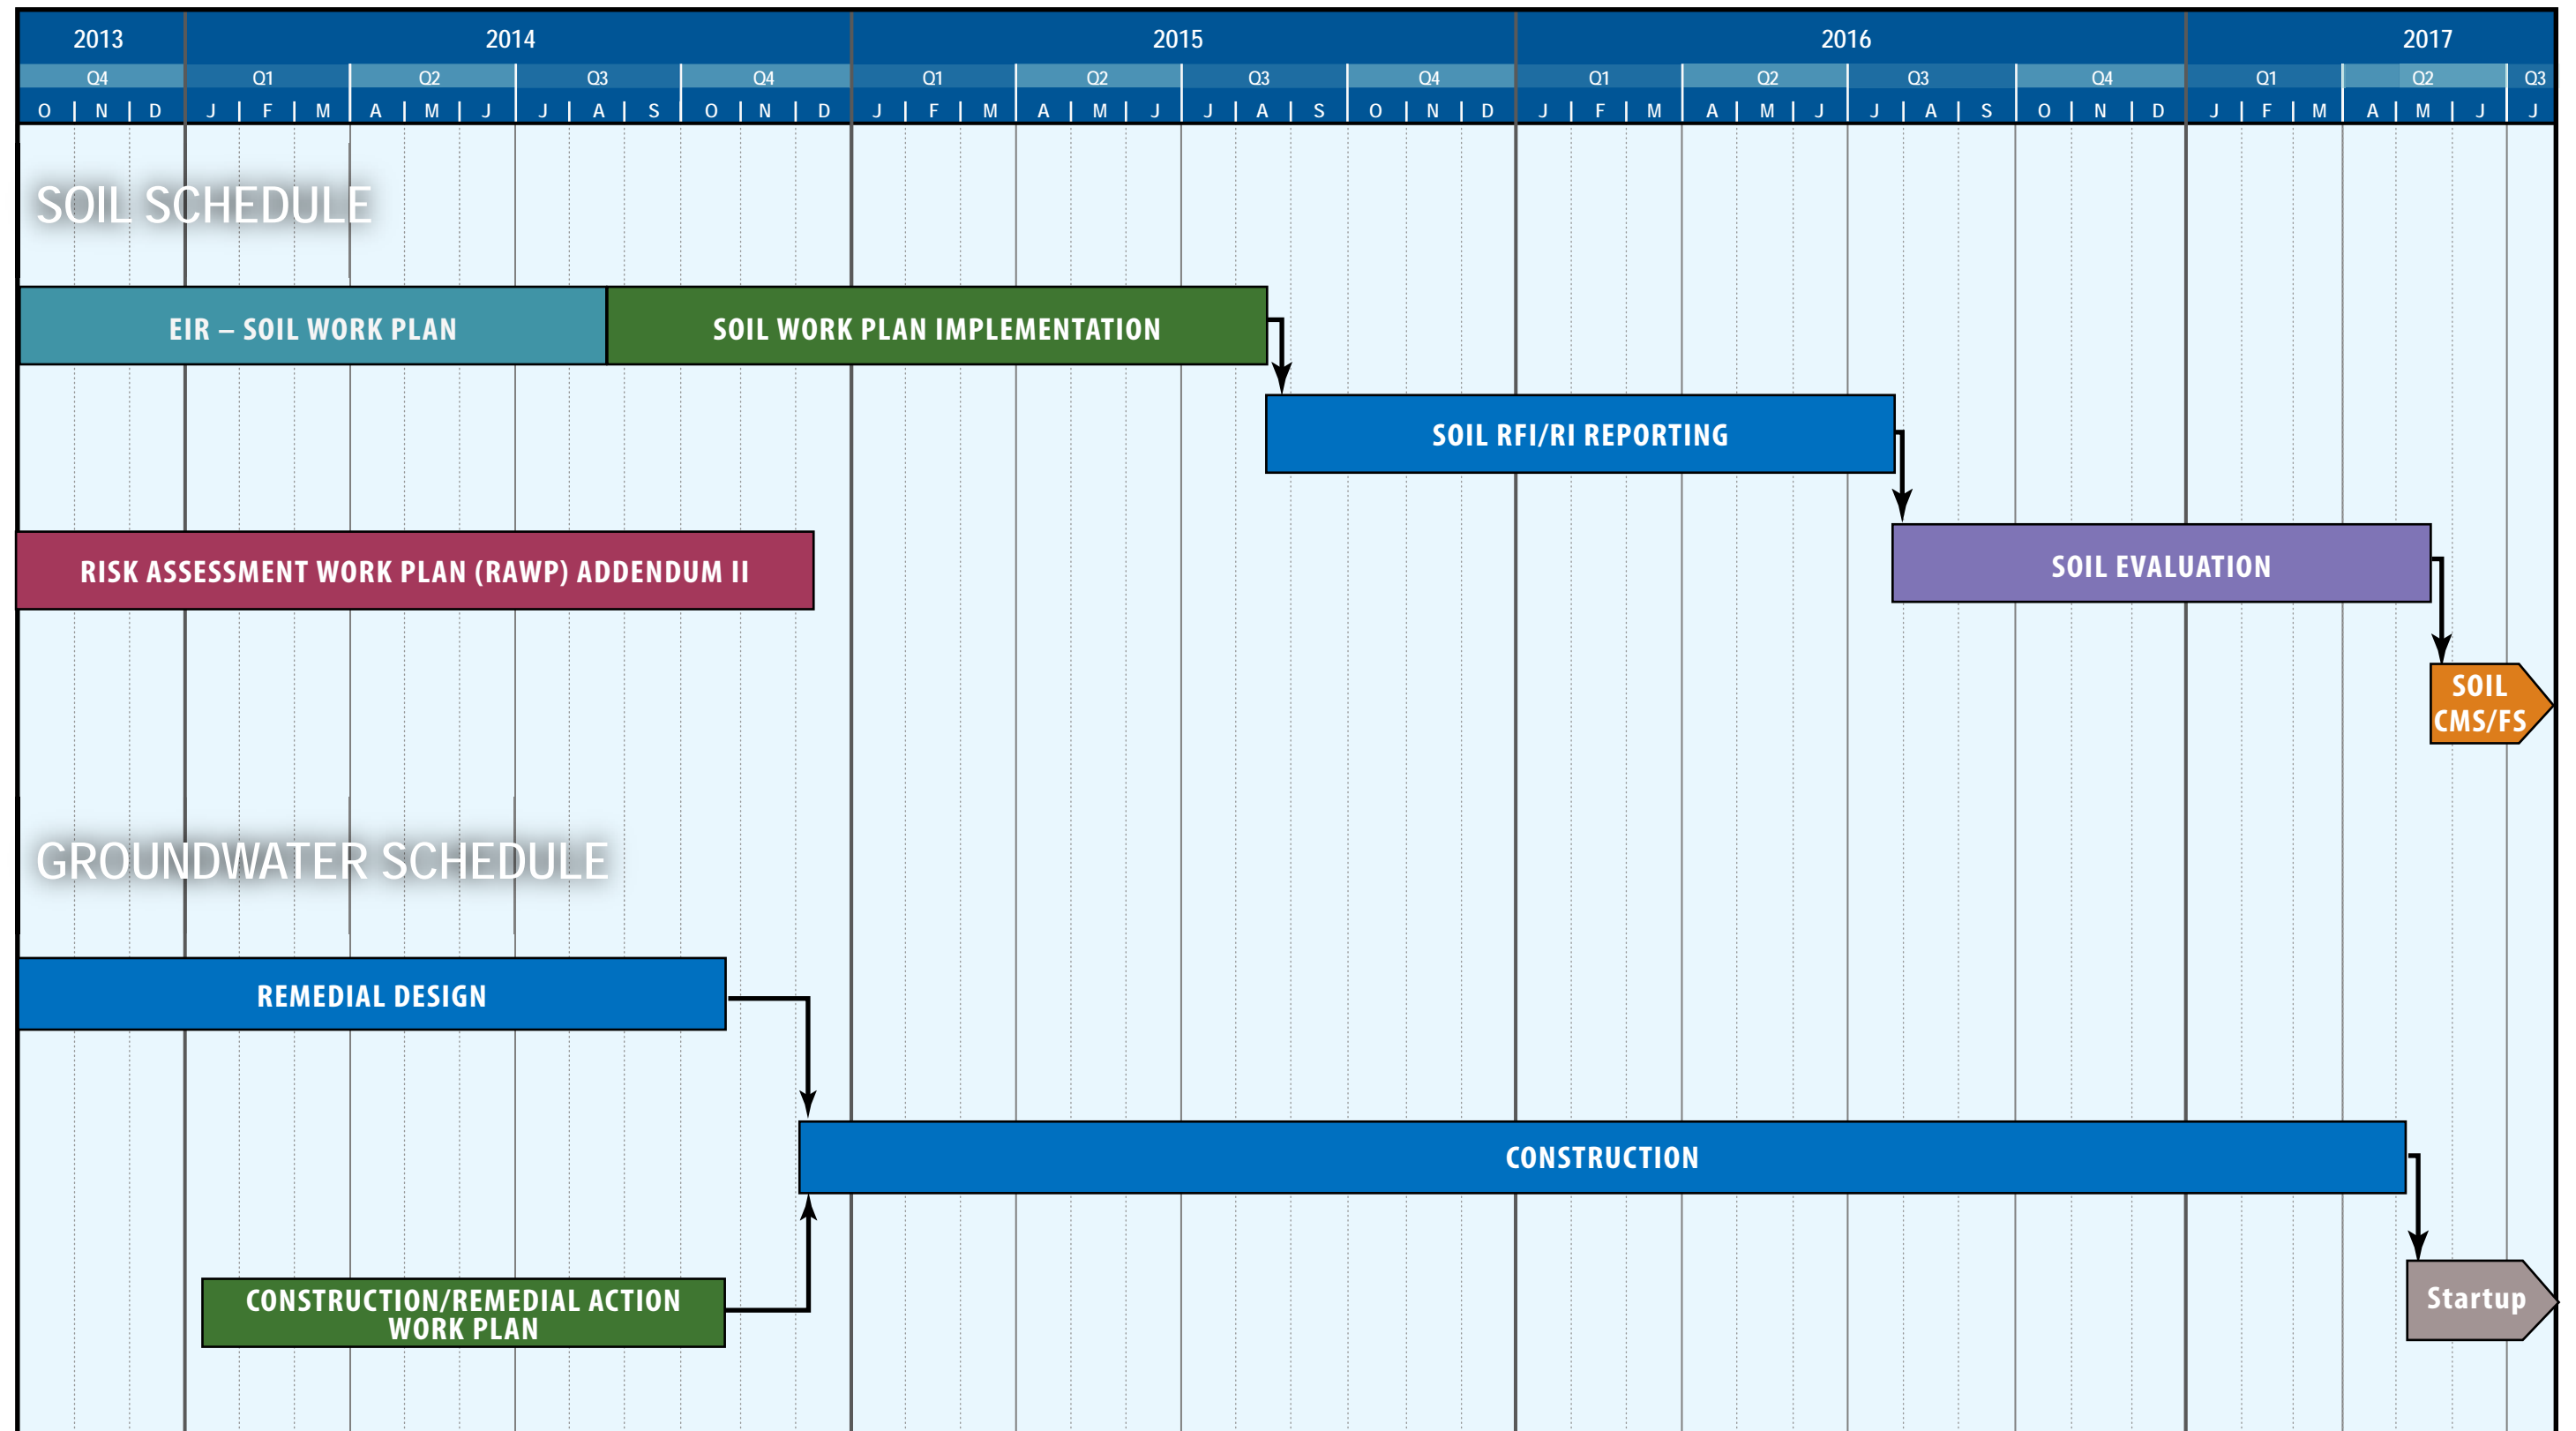 2013 2014 2015 2016 2017
Q4 Q1 Q2 Q3 Q4 Q1 Q2 Q3 Q4 Q1 Q2 Q3 Q4 Q1 Q2 Q3
O N D J F M A M J J A S O N D J F M A M J J A S O N D J F M A M J J A S O N D J F M A M J J
SOIL SCHEDULE
EIR – SOIL WORK PLAN
SOIL WORK PLAN IMPLEMENTATION
SOIL RFI/RI REPORTING
RISK ASSESSMENT WORK PLAN (RAWP) ADDENDUM II
SOIL EVALUATION
SOIL
CMS/FS
GROUNDWATER SCHEDULE
REMEDIAL DESIGN
CONSTRUCTION
CONSTRUCTION/REMEDIAL ACTION
WORK PLAN
Startup